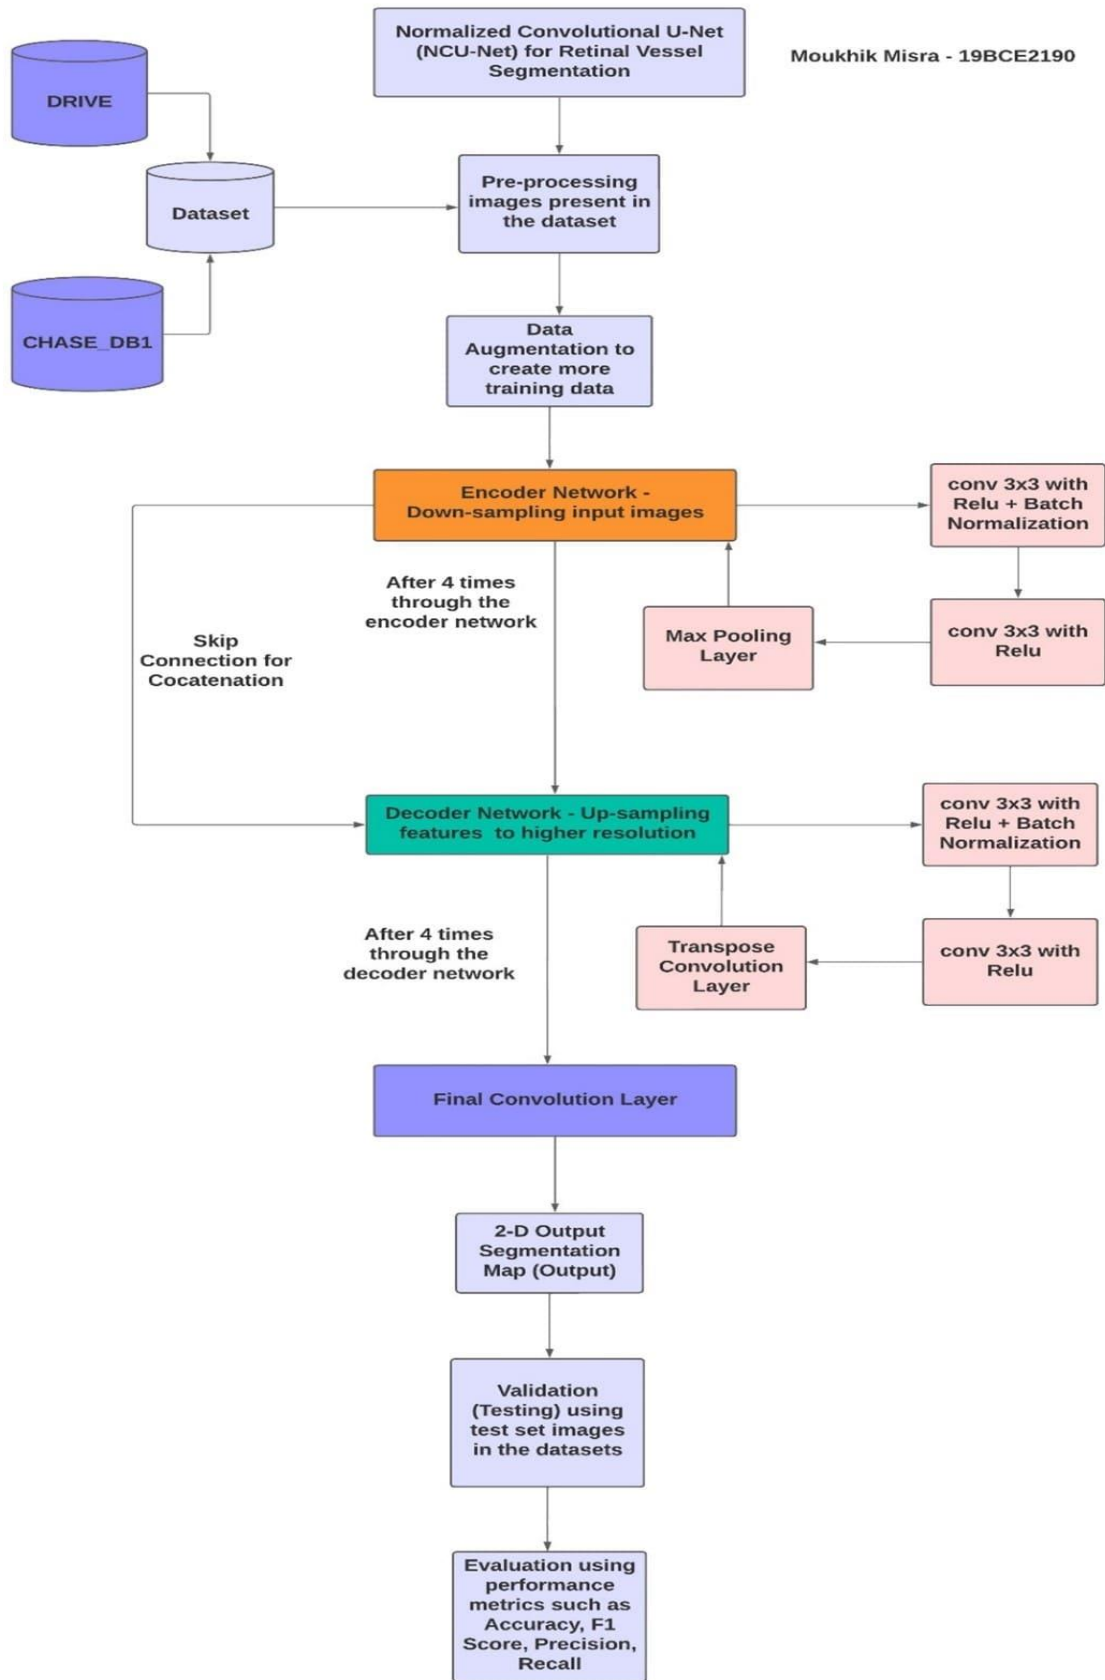 Normalized Convolutional U-Net
(NCU-Net) for Retinal Vessel
Segmentation
Moukhik Misra - 19BCE2190
DRIVE
Dataset
CHASE_DB1
Pre-processing
images present in
the dataset
Data
Augmentation to
create more
training data
Encoder Network -
Down-sampling input images
conv 3x3 with
Relu + Batch
Normalization
After 4 times
through the
encoder network
Max Pooling
Layer
conv 3x3 with
Relu
Skip
Connection for
Cocatenation
Decoder Network - Up-sampling
features to higher resolution
conv 3x3 with
Relu + Batch
Normalization
After 4 times
through the
decoder network
Transpose
Convolution
Layer
conv 3x3 with
Relu
Final Convolution Layer
2-D Output
Segmentation
Map (Output)
Validation
(Testing) using
test set images
in the datasets
Evaluation using
performance
metrics such as
Accuracy, F1
Score, Precision,
Recall